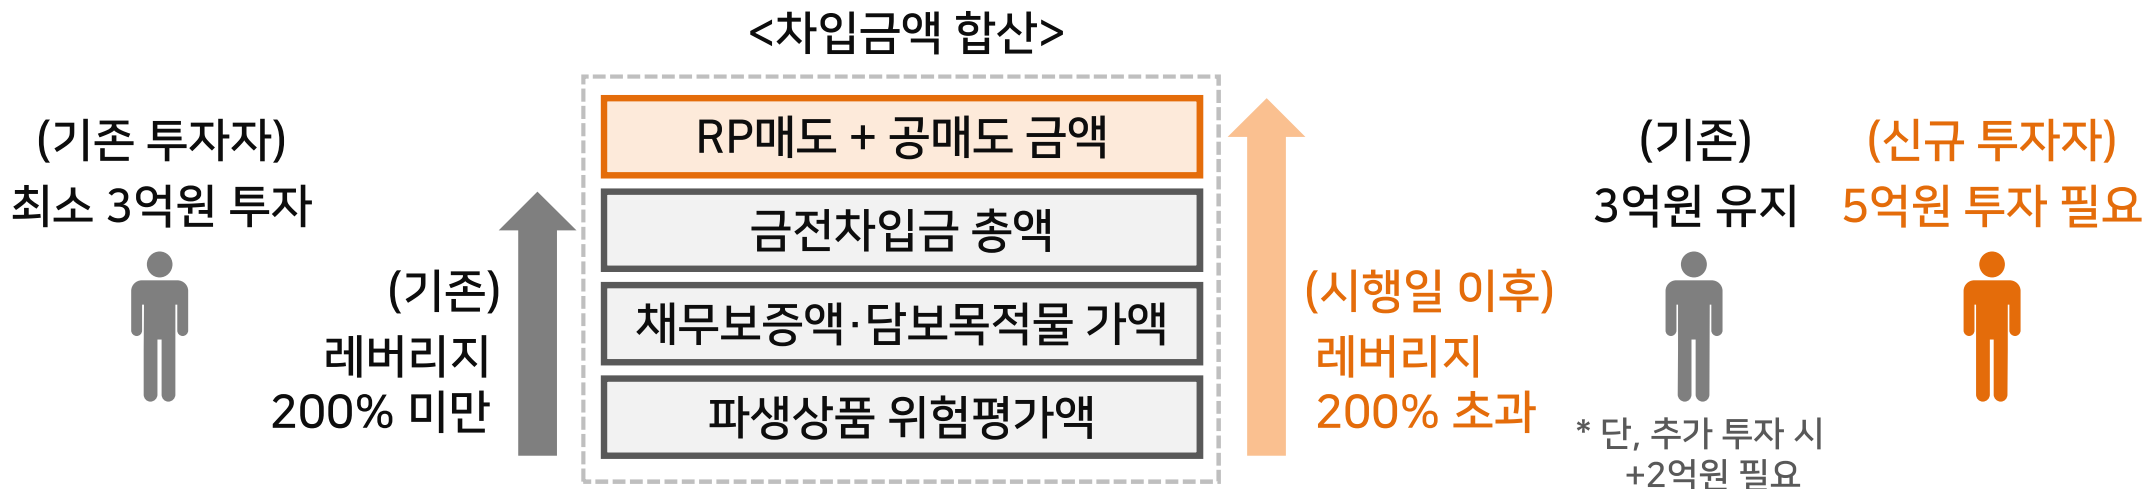 <차입금액 합산>
(기존 투자자)
최소 3억원 투자
(기존)
레버리지
200% 미만
RP매도 + 공매도 금액
금전차입금 총액
채무보증액·담보목적물 가액
파생상품 위험평가액
(시행일 이후)
레버리지
200% 초과
(기존)
3억원 유지
* 단, 추가 투자 시
+2억원 필요
(신규 투자자)
5억원 투자 필요